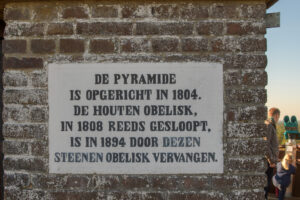 DE PYRAMIDE
IS OPGERICHT IN 1804.
DE HOUTEN OBELISK,
IN 1808 REEDS GESLOOPT,
IS IN 1894 DOOR DEZEN
STEENEN OBELISK VERVANGEN.